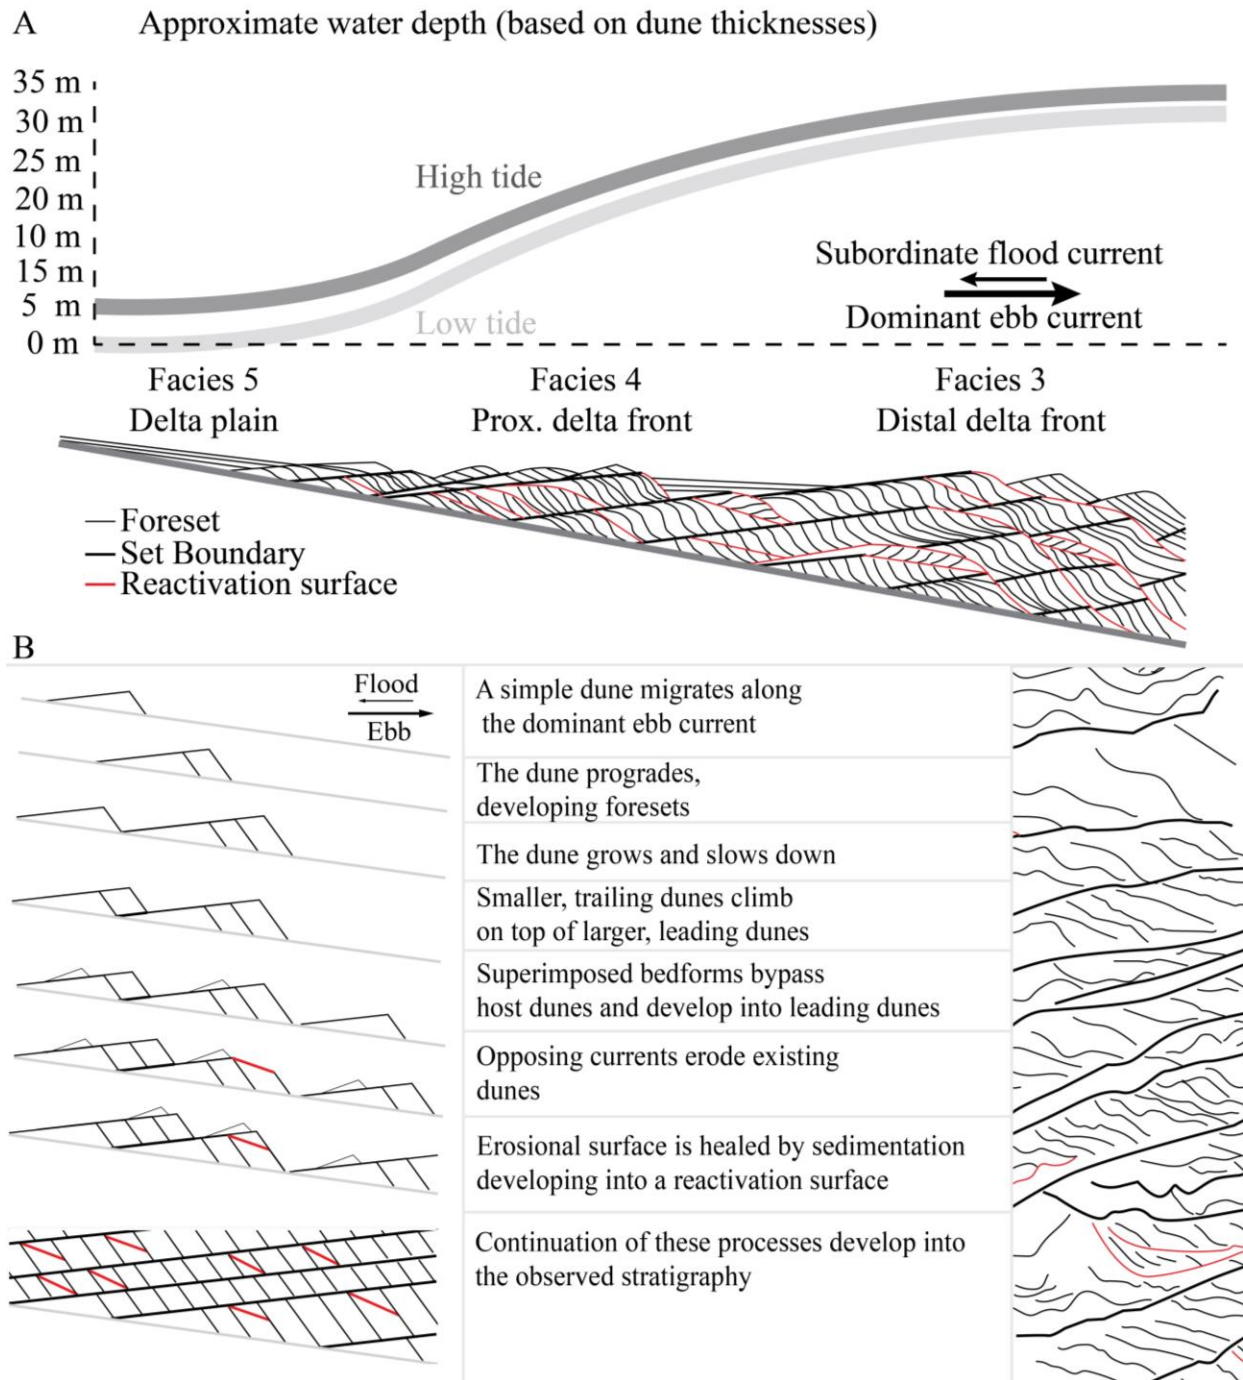 A
Approximate water depth (based on dune thicknesses)
35 m
30 m
25 m
20 m
10 m
15 m
5 m
0 m
High tide
Low tide
Subordinate flood current
Dominant ebb current
Facies 5
Delta plain
Facies 4
Prox. delta front
Facies 3
Distal delta front
Foreset
Set Boundary
Reactivation surface
B
Flood
Ebb
A simple dune migrates along
the dominant ebb current
The dune progrades,
developing foresets
The dune grows and slows down
Smaller, trailing dunes climb
on top of larger, leading dunes
Superimposed bedforms bypass
host dunes and develop into leading dunes
Opposing currents erode existing
dunes
Erosional surface is healed by sedimentation
developing into a reactivation surface
Continuation of these processes develop into
the observed stratigraphy